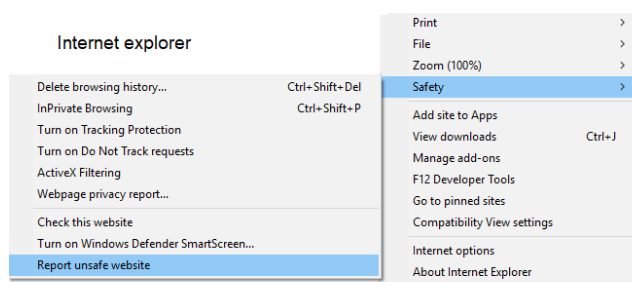 Internet explorer
Print
File
Zoom (100%)
Safety
Add site to Apps
View downloads Ctrl+J
Manage add-ons
F12 Developer Tools
Go to pinned sites
Compatibility View settings
Internet options
About Internet Explorer
Delete browsing history... Ctrl+Shift+Del
InPrivate Browsing Ctrl+Shift+P
Turn on Tracking Protection
Turn on Do Not Track requests
ActiveX Filtering
Webpage privacy report...
Check this website
Turn on Windows Defender SmartScreen...
Report unsafe website